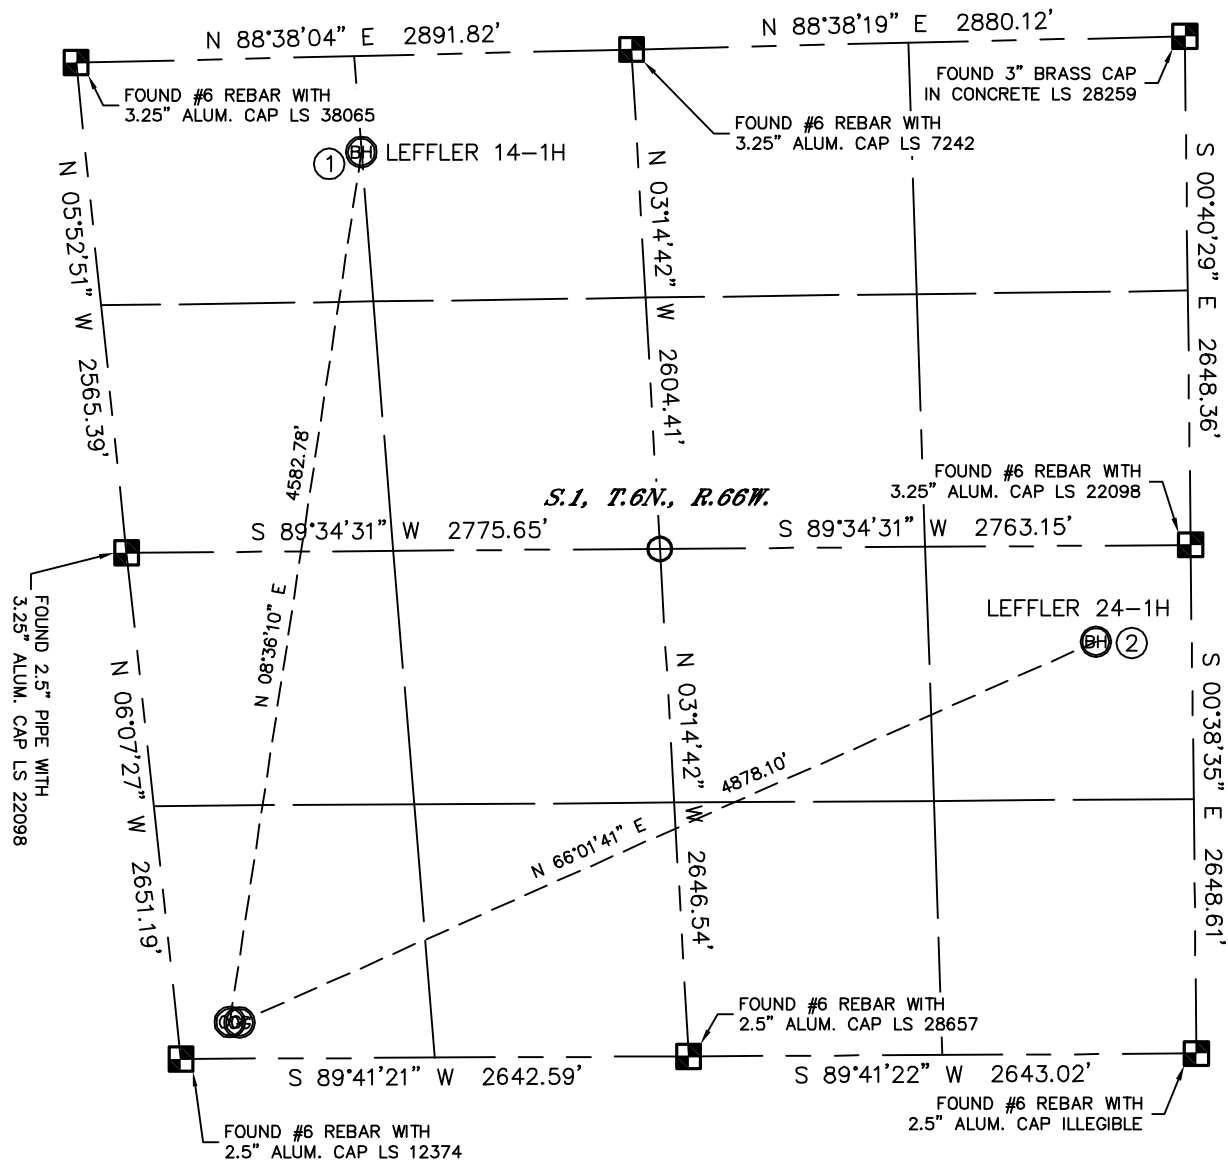 N 88°38'04" E 2891.82'
N 88°38'19" E 2880.12'
FOUND #6 REBAR WITH
3.25" ALUM. CAP LS 38065
FOUND #6 REBAR WITH
3.25" ALUM. CAP LS 7242
FOUND 3" BRASS CAP
IN CONCRETE LS 28259
1
BH
LEFFLER 14-1H
N 05°52'51" W 2565.39'
N 03°14'42" W 2604.41'
S 00°40'29" E 2648.36'
4582.78'
N 08°36'10" E
S.1, T.6N., R.66W.
FOUND #6 REBAR WITH
3.25" ALUM. CAP LS 22098
S 89°34'31" W 2775.65'
S 89°34'31" W 2763.15'
FOUND 2.5" PIPE WITH
3.25" ALUM. CAP LS 22098
LEFFLER 24-1H
BH
2
N 06°07'27" W 2651.19'
N 03°14'42" W 2646.54'
S 00°38'35" E 2648.61'
4878.10'
N 66°01'41" E
FOUND #6 REBAR WITH
2.5" ALUM. CAP LS 28657
S 89°41'21" W 2642.59'
S 89°41'22" W 2643.02'
FOUND #6 REBAR WITH
2.5" ALUM. CAP ILLEGIBLE
FOUND #6 REBAR WITH
2.5" ALUM. CAP LS 12374